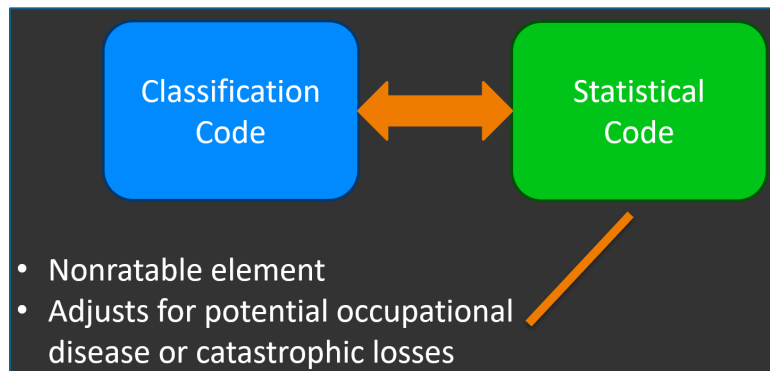 Classification
Code
Statistical
Code
• Nonratable element
• Adjusts for potential occupational
disease or catastrophic losses